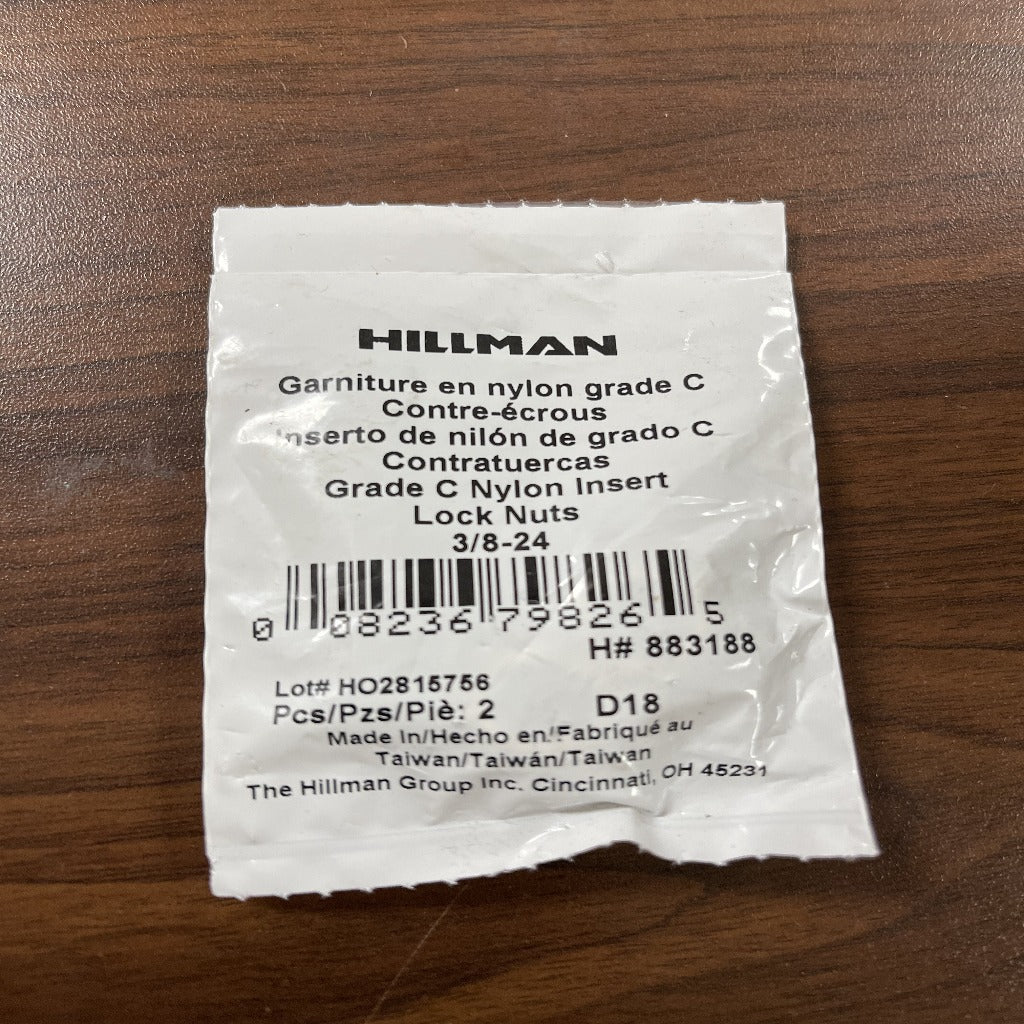 HILLMAN
Garniture en nylon grade C
Contre-écrous
Inserto de nilón de grado C
Contratuercas
Grade C Nylon Insert
Lock Nuts
3/8-24
0 08236 79826 5
H# 883188
Lot# HO2815756
Pcs/Pzs/Piè: 2 D18
Made In/Hecho en/Fabriqué au
Taiwan/Taiwán/Taiwan
The Hillman Group Inc. Cincinnati, OH 45231